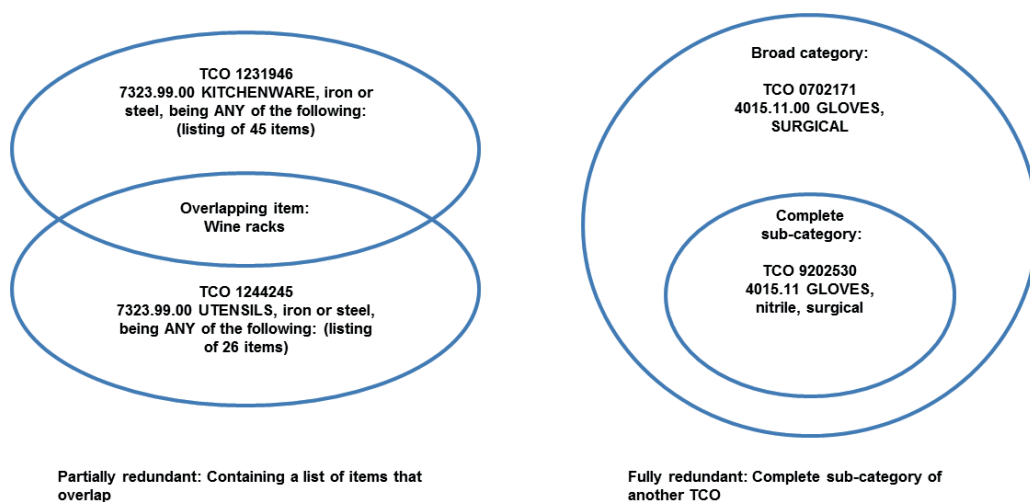 TCO 1231946
7323.99.00 KITCHENWARE, iron or
steel, being ANY of the following:
(listing of 45 items)
Overlapping item:
Wine racks
TCO 1244245
7323.99.00 UTENSILS, iron or steel,
being ANY of the following: (listing
of 26 items)
Partially redundant: Containing a list of items that
overlap
Broad category:
TCO 0702171
4015.11.00 GLOVES,
SURGICAL
Complete
sub-category:
TCO 9202530
4015.11 GLOVES,
nitrile, surgical
Fully redundant: Complete sub-category of
another TCO